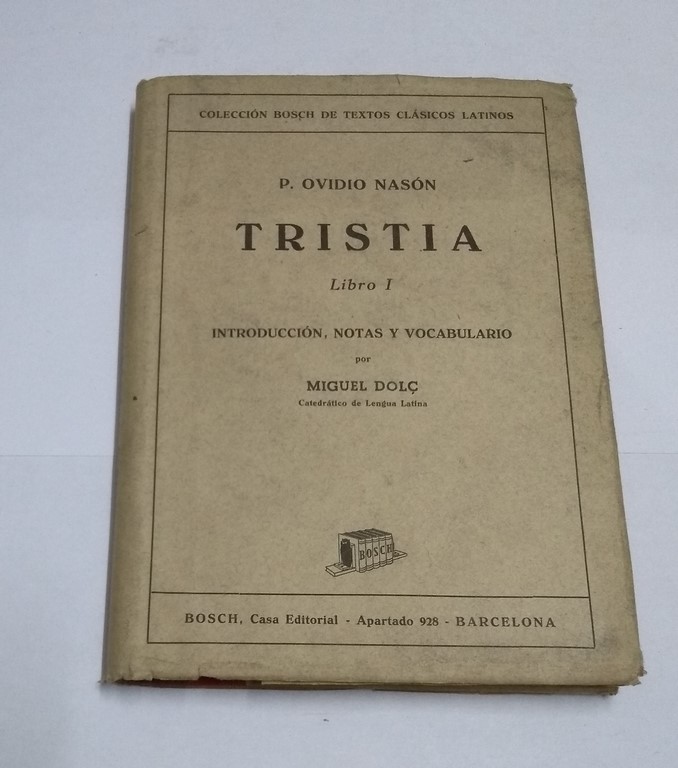 COLECCIÓN BOSCH DE TEXTOS CLÁSICOS LATINOS
P. OVIDIO NASÓN
TRISTIA
Libro I
INTRODUCCIÓN, NOTAS Y VOCABULARIO
por
MIGUEL DOLÇ
Catedrático de Lengua Latina
BOSCH
BOSCH, Casa Editorial - Apartado 928 - BARCELONA